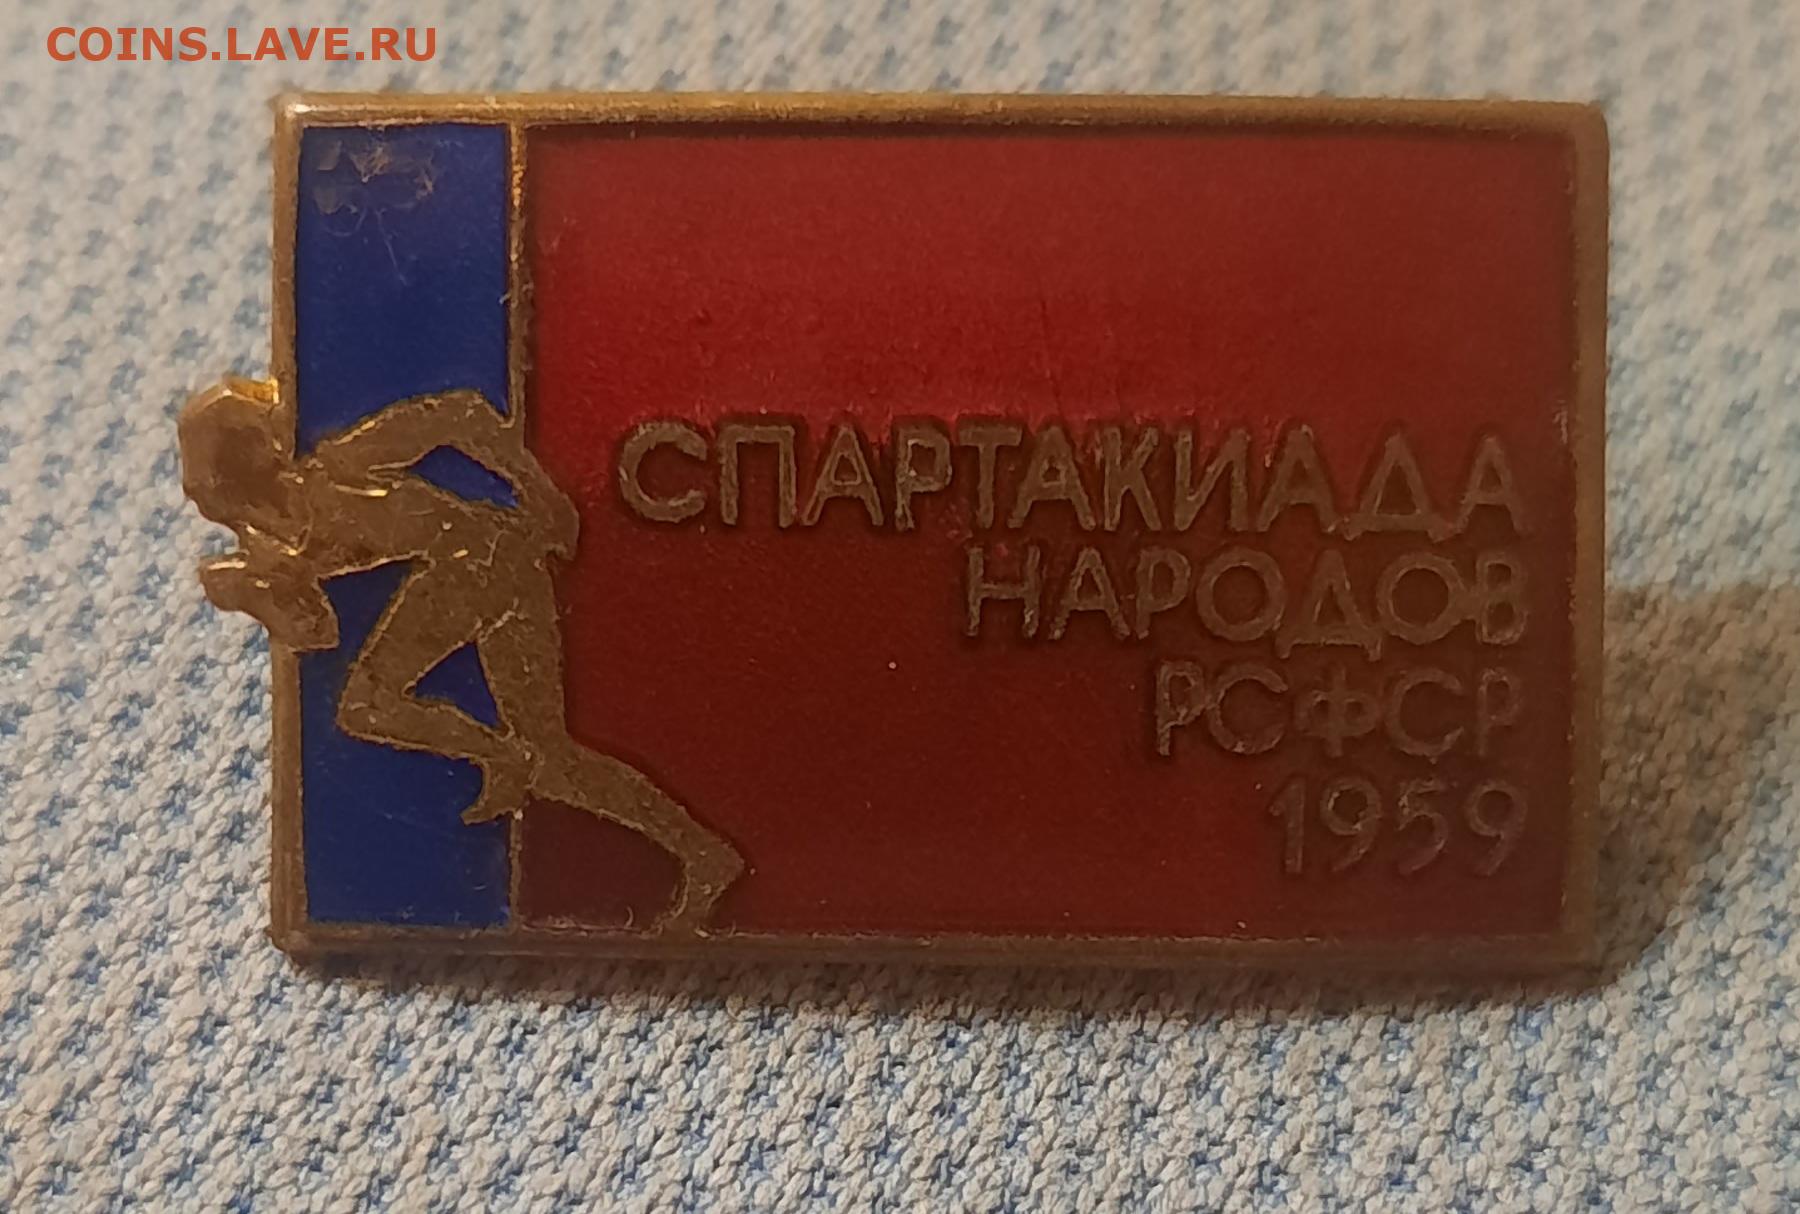 COINS.LAVE.RU
СПАРТАКИАДА
НАРОДОВ
РСФСР
1959